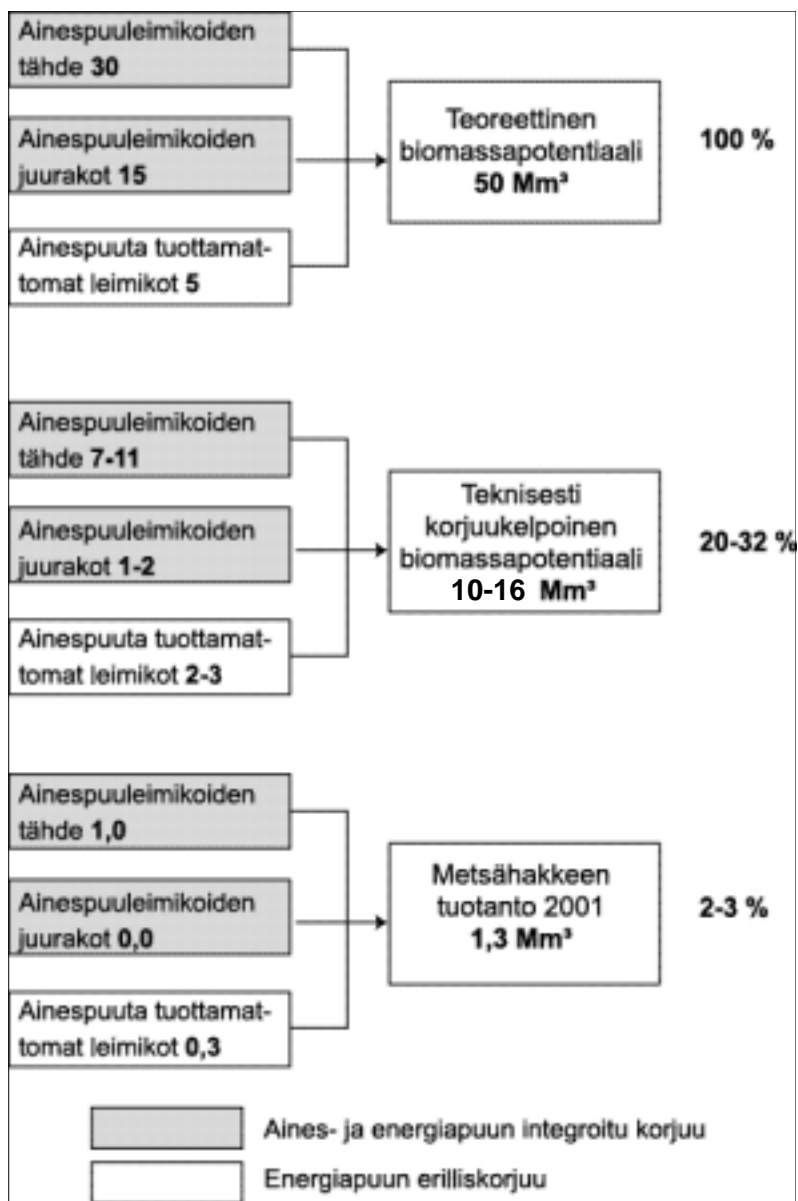 Ainespuuleimikoiden
tähde 30
Ainespuuleimikoiden
juurakot 15
Ainespuuta tuottamat-
tomat leimikot 5
Teoreettinen
biomassapotentiaali
50 Mm³
100 %
Ainespuuleimikoiden
tähde 7-11
Ainespuuleimikoiden
juurakot 1-2
Ainespuuta tuottamat-
tomat leimikot 2-3
Teknisesti
korjuukelpoinen
biomassapotentiaali
10-16 Mm³
20-32 %
Ainespuuleimikoiden
tähde 1,0
Ainespuuleimikoiden
juurakot 0,0
Ainespuuta tuottamat-
tomat leimikot 0,3
Metsähakkeen
tuotanto 2001
1,3 Mm³
2-3 %
Aines- ja energiapuun integroitu korjuu
Energiapuun erilliskorjuu